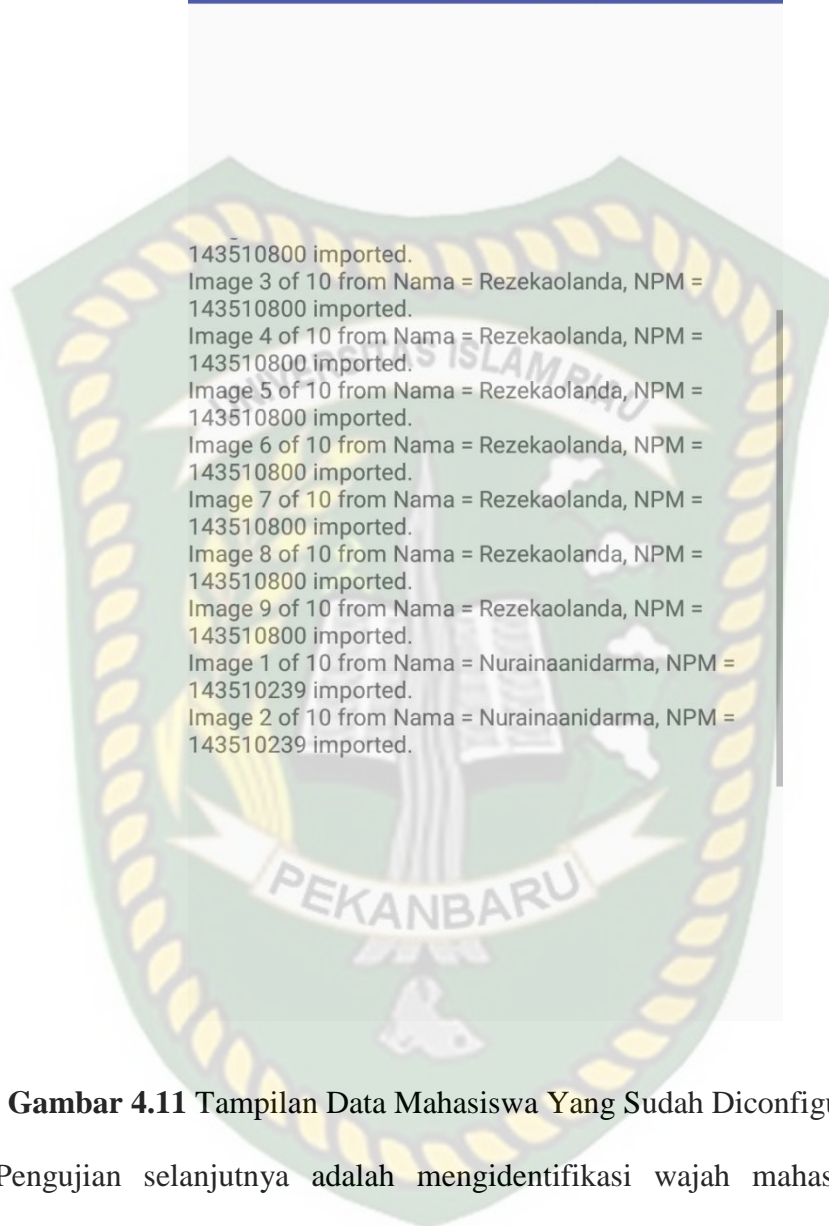 143510800 imported.
Image 3 of 10 from Nama = Rezekaolanda, NPM =
143510800 imported.
Image 4 of 10 from Nama = Rezekaolanda, NPM =
143510800 imported.
Image 5 of 10 from Nama = Rezekaolanda, NPM =
143510800 imported.
Image 6 of 10 from Nama = Rezekaolanda, NPM =
143510800 imported.
Image 7 of 10 from Nama = Rezekaolanda, NPM =
143510800 imported.
Image 8 of 10 from Nama = Rezekaolanda, NPM =
143510800 imported.
Image 9 of 10 from Nama = Rezekaolanda, NPM =
143510800 imported.
Image 1 of 10 from Nama = Nurainaanidarma, NPM =
143510239 imported.
Image 2 of 10 from Nama = Nurainaanidarma, NPM =
143510239 imported.
UNIVERSITAS ISLAM RIAU
PEKANBARU
Gambar 4.11 Tampilan Data Mahasiswa Yang Sudah Diconfigu
Pengujian selanjutnya adalah mengidentifikasi wajah mahas